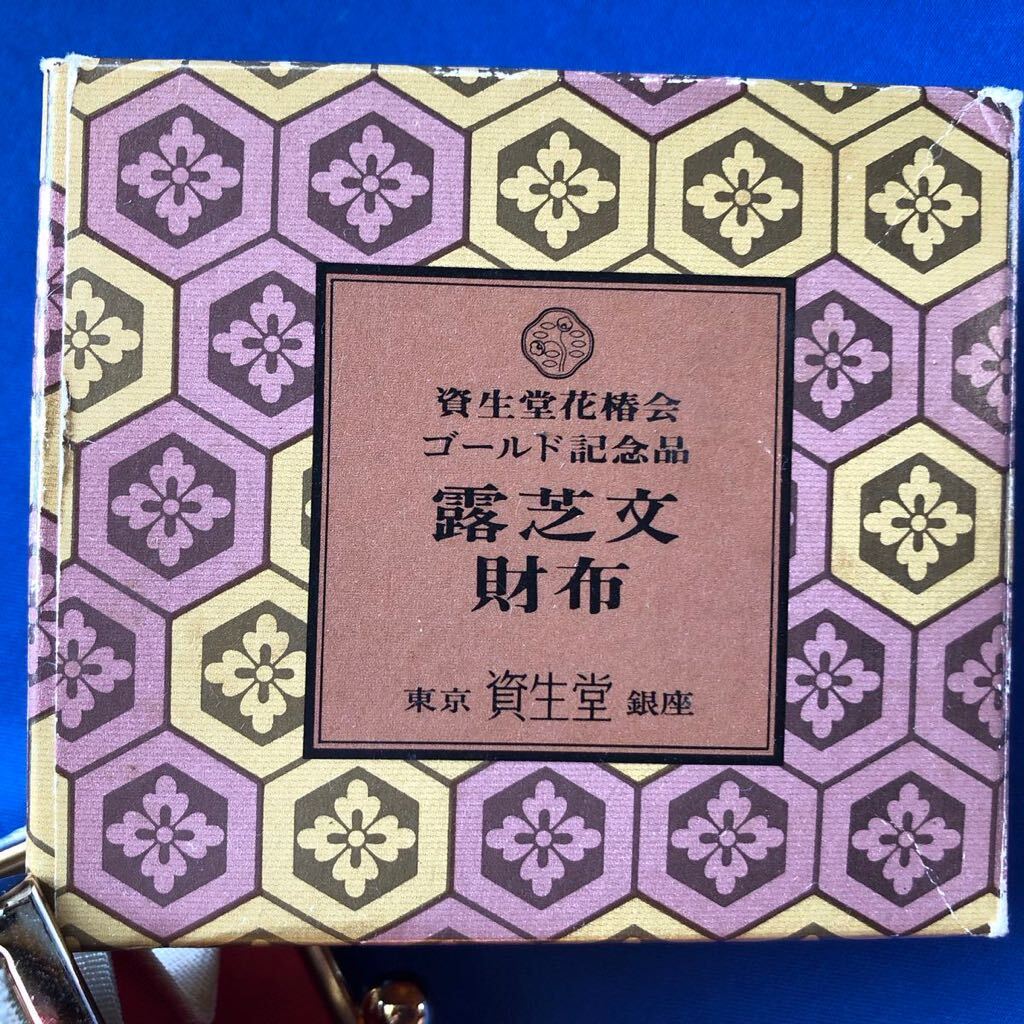 資生堂花椿会
ゴールド記念品
露芝文
財布
東京 資生堂 銀座